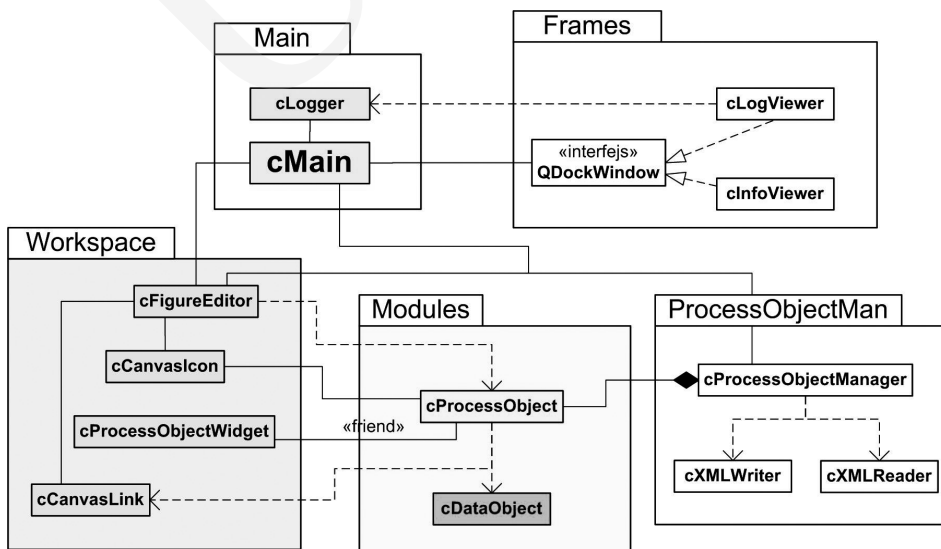 Main
Frames
cLogger
cLogViewer
cMain
«interfejs»
QDockWindow
cInfoViewer
Workspace
cFigureEditor
Modules
ProcessObjectMan
cCanvasIcon
cProcessObject
cProcessObjectManager
cProcessObjectWidget
«friend»
cCanvasLink
cDataObject
cXMLWriter
cXMLReader